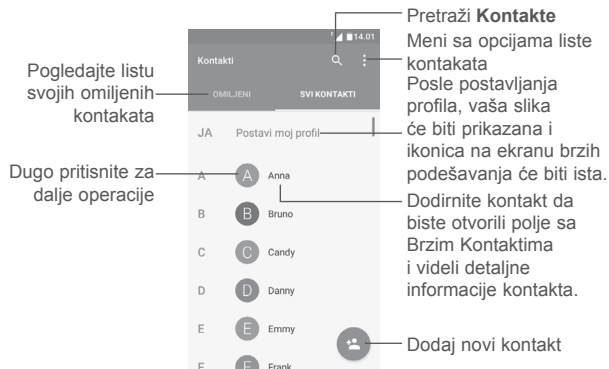 Pretraži Kontakte
Meni sa opcijama liste
kontakata
Posle postavljanja
profila, vaša slika
će biti prikazana i
ikonica na ekranu brzih
podešavanja će biti ista.
Dodirnite kontakt da
biste otvorili polje sa
Brzim Kontaktima
i videli detaljne
informacije kontakta.
Dodaj novi kontakt
Pogledajte listu
svojih omiljenih
kontakata
Dugo pritisnite za
dalje operacije
14.01
Kontakti
OMILJENI SVI KONTAKTI
JA Postavi moj profil
A A Anna
B B Bruno
C C Candy
D D Danny
E E Emmy
F F Frank